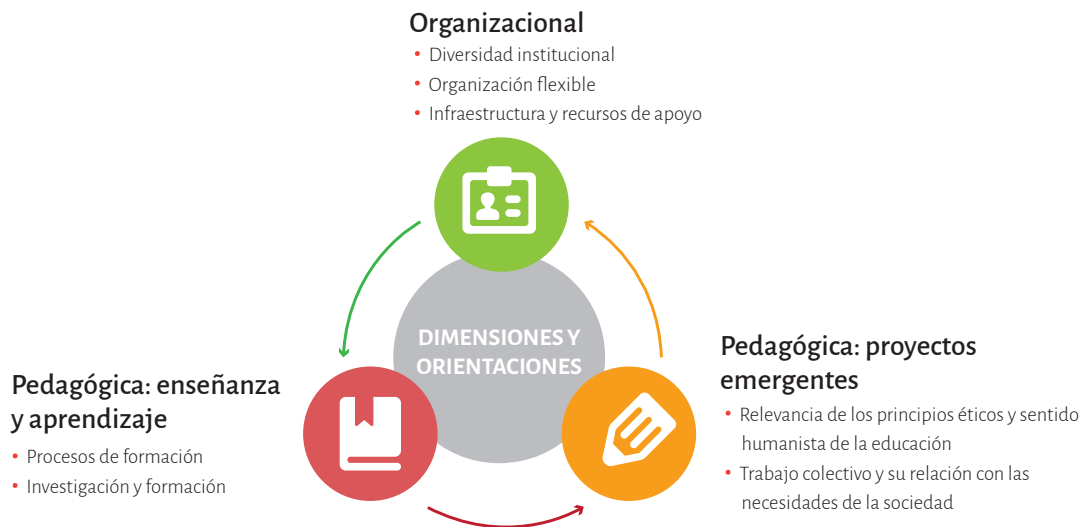 Organizacional
• Diversidad institucional
• Organización flexible
• Infraestructura y recursos de apoyo
DIMENSIONES Y
ORIENTACIONES
Pedagógica: enseñanza
y aprendizaje
• Procesos de formación
• Investigación y formación
Pedagógica: proyectos
emergentes
• Relevancia de los principios éticos y sentido
humanista de la educación
• Trabajo colectivo y su relación con las
necesidades de la sociedad